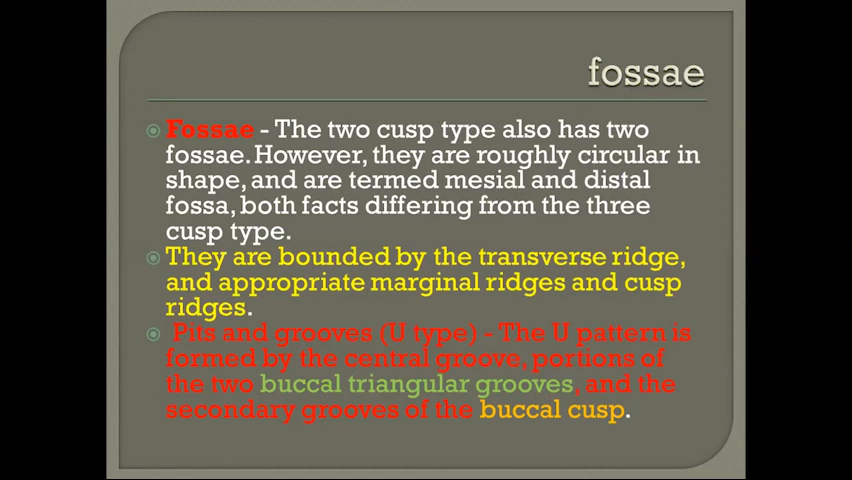 fossae
Fossae - The two cusp type also has two
fossae. However, they are roughly circular in
shape, and are termed mesial and distal
fossa, both facts differing from the three
cusp type.
They are bounded by the transverse ridge,
and appropriate marginal ridges and cusp
ridges.
Pits and grooves (U type) - The U pattern is
formed by the central groove, portions of
the two buccal triangular grooves, and the
secondary grooves of the buccal cusp.